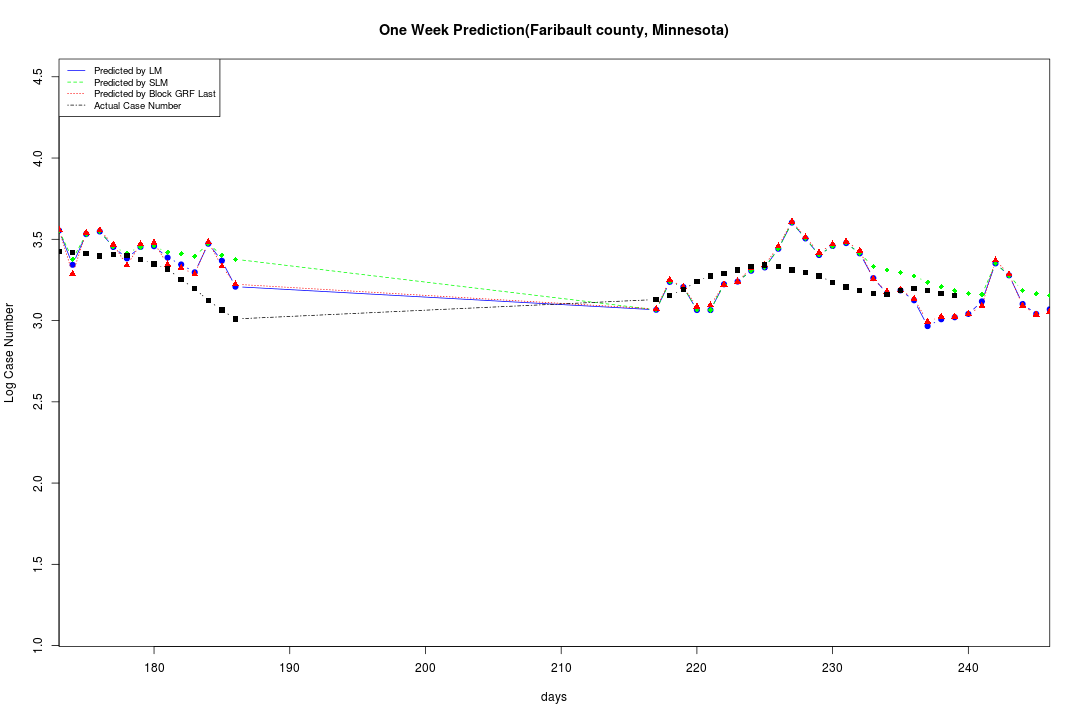 One Week Prediction(Faribault county, Minnesota)
Predicted by LM
Predicted by SLM
Predicted by Block GRF Last
Actual Case Number
4.5
4.0
3.5
3.0
2.5
2.0
1.5
1.0
Log Case Number
180 190 200 210 220 230 240
days